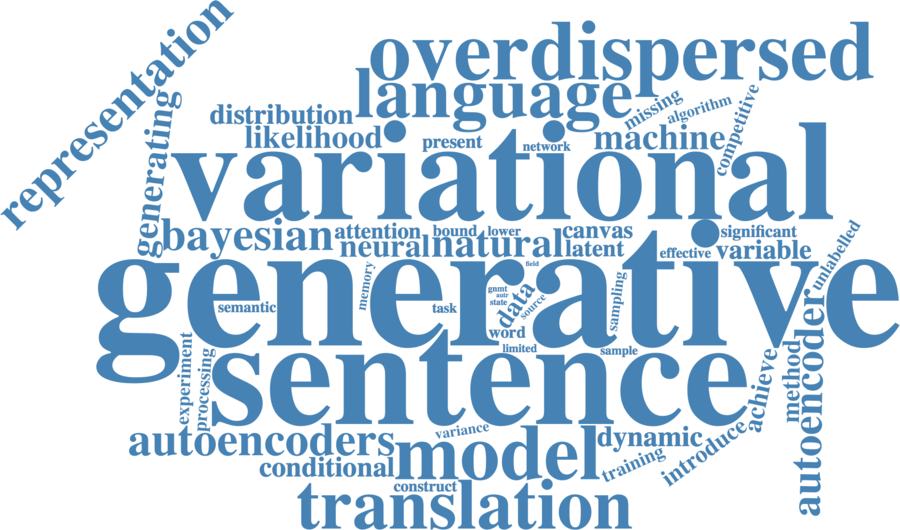 overdispersed
representation
language
generating
distribution
missing
algorithm
competitive
likelihood
present
network
machine
variational
bayesian
attention
bound
lower
canvas
significant
neural
natural
latent
effective
variable
unlabelled
generative
memory
field
gnmt
autr
state
data
source
sampling
semantic
task
word
limited
sample
sentence
experiment
processing
achieve
method
autoencoder
autoencoders
variance
model
dynamic
conditional
training
introduce
construct
translation